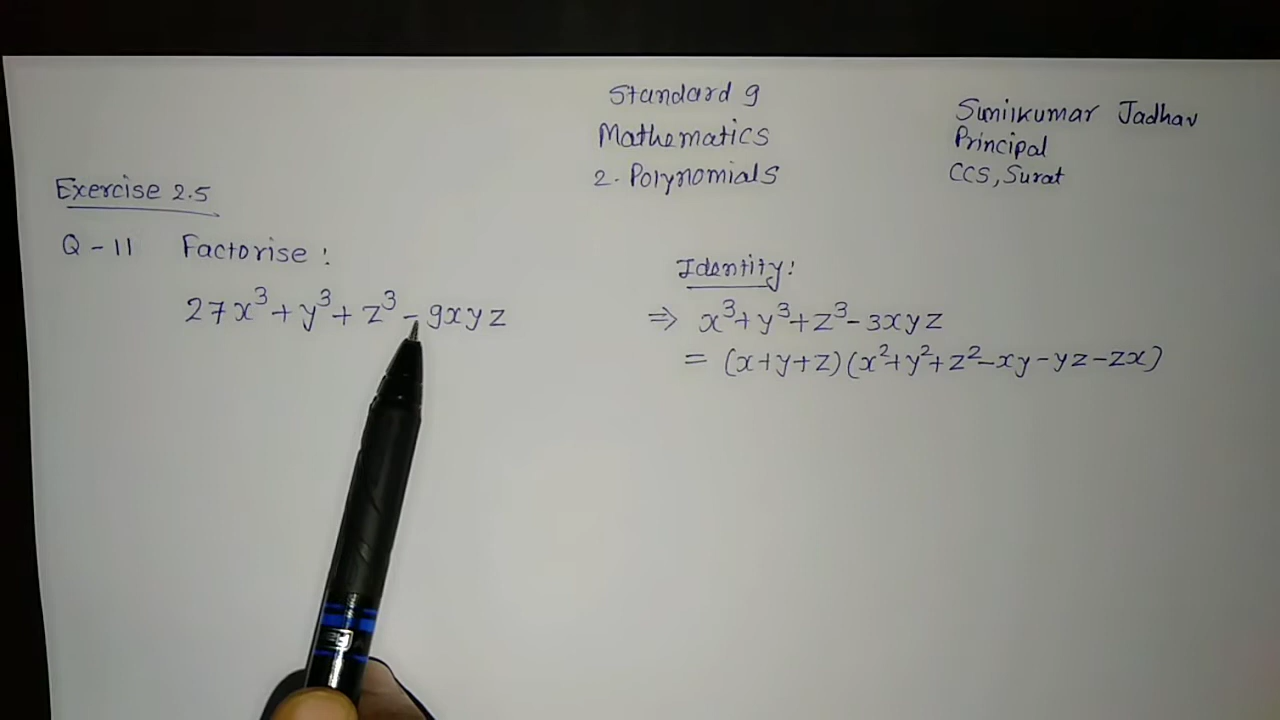 Standard 9
Mathematics
2. Polynomials
Sunilkumar Jadhav
Principal
CCS, Surat
Exercise 2.5
Q - 11 Factorise :
27x³ + y³ + z³ - 9xyz
Identity:
⇒ x³ + y³ + z³ - 3xyz
= (x+y+z)(x²+y²+z²-xy-yz-zx)